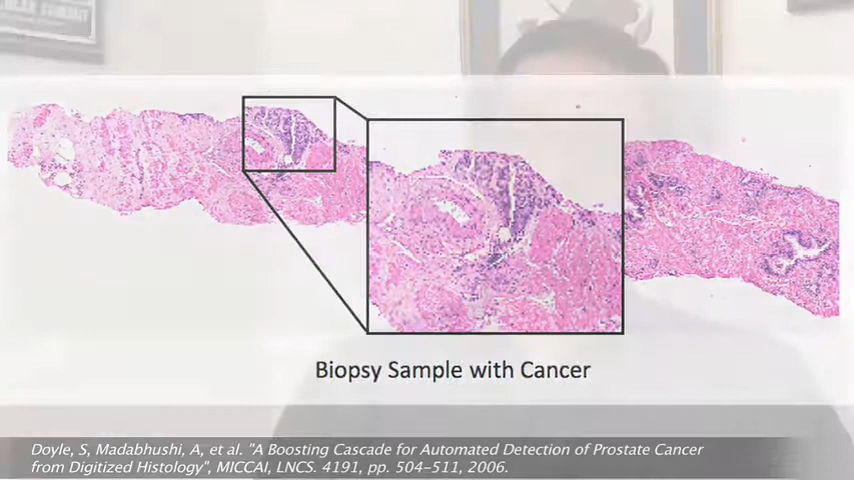 Biopsy Sample with Cancer
Doyle, S, Madabhushi, A, et al. "A Boosting Cascade for Automated Detection of Prostate Cancer
from Digitized Histology", MICCAI, LNCS. 4191, pp. 504-511, 2006.